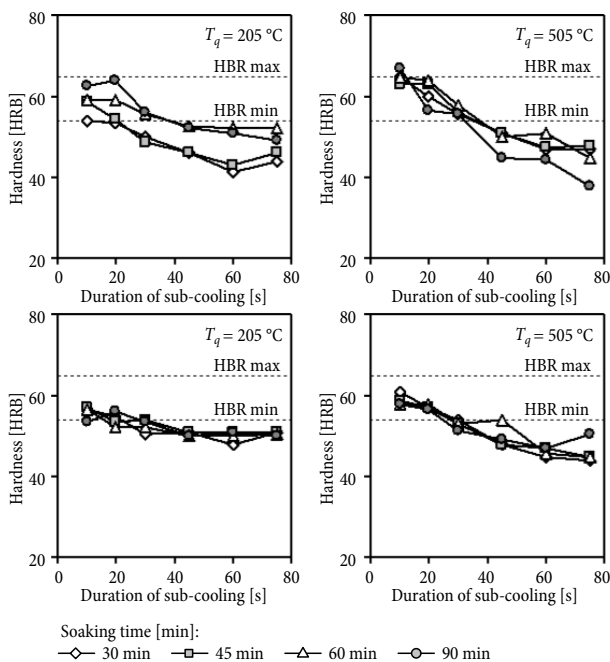 80
60
40
20
Hardness [HRB]
T_q = 205 °C
HBR max
HBR min
0 20 40 60 80
Duration of sub-cooling [s]
80
60
40
20
Hardness [HRB]
T_q = 505 °C
HBR max
HBR min
0 20 40 60 80
Duration of sub-cooling [s]
80
60
40
20
Hardness [HRB]
T_q = 205 °C
HBR max
HBR min
0 20 40 60 80
Duration of sub-cooling [s]
80
60
40
20
Hardness [HRB]
T_q = 505 °C
HBR max
HBR min
0 20 40 60 80
Duration of sub-cooling [s]
Soaking time [min]:
30 min 45 min 60 min 90 min